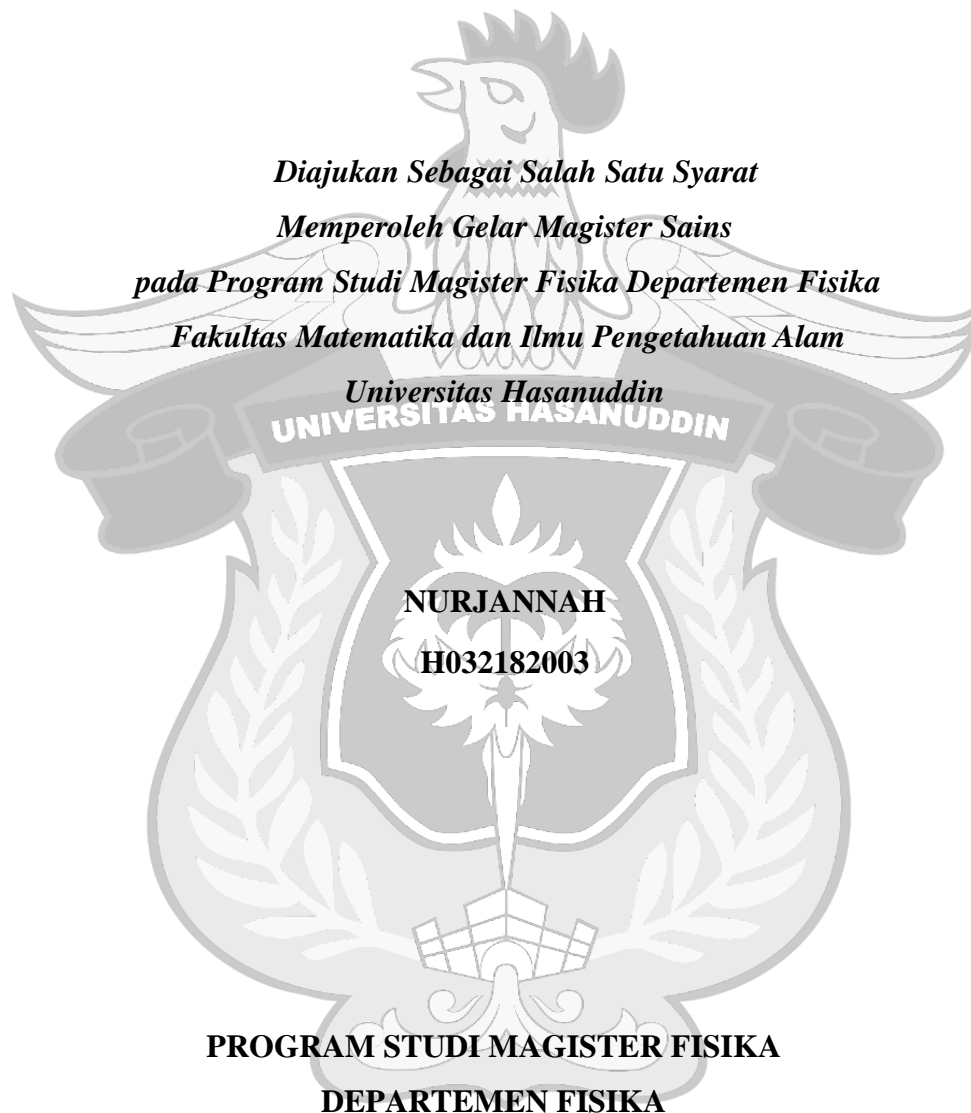 Diajukan Sebagai Salah Satu Syarat
Memperoleh Gelar Magister Sains
pada Program Studi Magister Fisika Departemen Fisika
Fakultas Matematika dan Ilmu Pengetahuan Alam
Universitas Hasanuddin
UNIVERSITAS HASANUDDIN
NURJANNAH
H032182003
PROGRAM STUDI MAGISTER FISIKA
DEPARTEMEN FISIKA